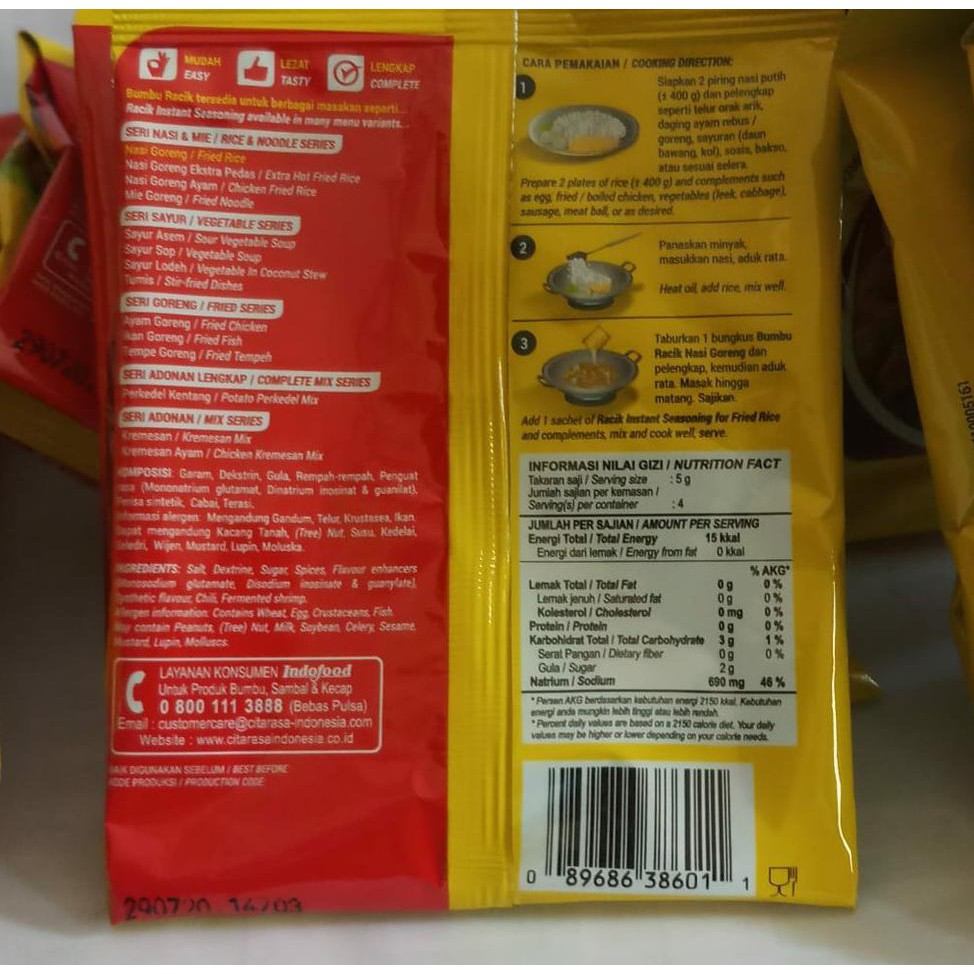 MUDAH
EASY
LEZAT
TASTY
LENGKAP
COMPLETE
Bumbu Racik tersedia untuk berbagai masakan seperti...
Racik Instant Seasoning available in many menu variants...
SERI NASI & MIE / RICE & NOODLE SERIES
Nasi Goreng / Fried Rice
Nasi Goreng Ekstra Pedas / Extra Hot Fried Rice
Nasi Goreng Ayam / Chicken Fried Rice
Mie Goreng / Fried Noodle
SERI SAYUR / VEGETABLE SERIES
Sayur Asem / Sour Vegetable Soup
Sayur Sop / Vegetable Soup
Sayur Lodeh / Vegetable In Coconut Stew
Tumis / Stir-fried Dishes
SERI GORENG / FRIED SERIES
Ayam Goreng / Fried Chicken
Ikan Goreng / Fried Fish
Tempe Goreng / Fried Tempeh
SERI ADONAN LENGKAP / COMPLETE MIX SERIES
Perkedel Kentang / Potato Perkedel Mix
SERI ADONAN / MIX SERIES
Kremesan / Kremesan Mix
Kremesan Ayam / Chicken Kremesan Mix
KOMPOSISI: Garam, Dekstrin, Gula, Rempah-rempah, Penguat
rasa (Mononatrium glutamat, Dinatrium inosinat & guanilat),
Perisa sintetik, Cabai, Terasi.
Informasi alergen: Mengandung Gandum, Telur, Krustasea, Ikan.
Dapat mengandung Kacang Tanah, (Tree) Nut, Susu, Kedelai,
Seledri, Wijen, Mustard, Lupin, Moluska.
INGREDIENTS: Salt, Dextrine, Sugar, Spices, Flavour enhancers
(Monosodium glutamate, Disodium inosinate & guanylate),
Synthetic flavour, Chili, Fermented shrimp.
Allergen information: Contains Wheat, Egg, Crustaceans, Fish.
May contain Peanuts, (Tree) Nut, Milk, Soybean, Celery, Sesame,
Mustard, Lupin, Molluscs.
LAYANAN KONSUMEN Indofood
Untuk Produk Bumbu, Sambal & Kecap
0 800 111 3888 (Bebas Pulsa)
Email : customercare@citarasa-indonesia.com
Website : www.citarasaindonesia.co.id
BAIK DIGUNAKAN SEBELUM / BEST BEFORE
KODE PRODUKSI / PRODUCTION CODE
290720 14/03
CARA PEMAKAIAN / COOKING DIRECTION:
1
Siapkan 2 piring nasi putih
(± 400 g) dan pelengkap
seperti telur orak arik,
daging ayam rebus /
goreng, sayuran (daun
bawang, kol), sosis, bakso,
atau sesuai selera.
Prepare 2 plates of rice (± 400 g) and complements such
as egg, fried / boiled chicken, vegetables (leek, cabbage),
sausage, meat ball, or as desired.
2
Panaskan minyak,
masukkan nasi, aduk rata.
Heat oil, add rice, mix well.
3
Taburkan 1 bungkus Bumbu
Racik Nasi Goreng dan
pelengkap, kemudian aduk
rata. Masak hingga
matang. Sajikan.
Add 1 sachet of Racik Instant Seasoning for Fried Rice
and complements, mix and cook well, serve.
INFORMASI NILAI GIZI / NUTRITION FACT
Takaran saji / Serving size : 5 g
Jumlah sajian per kemasan /
Serving(s) per container : 4
JUMLAH PER SAJIAN / AMOUNT PER SERVING
Energi Total / Total Energy 15 kkal
Energi dari lemak / Energy from fat 0 kkal
% AKG*
Lemak Total / Total Fat 0 g 0 %
Lemak jenuh / Saturated fat 0 g 0 %
Kolesterol / Cholesterol 0 mg 0 %
Protein / Protein 0 g 0 %
Karbohidrat Total / Total Carbohydrate 3 g 1 %
Serat Pangan / Dietary fiber 0 g 0 %
Gula / Sugar 2 g
Natrium / Sodium 690 mg 46 %
* Persen AKG berdasarkan kebutuhan energi 2150 kkal. Kebutuhan
energi anda mungkin lebih tinggi atau lebih rendah.
* Percent daily values are based on a 2150 calorie diet. Your daily
values may be higher or lower depending on your calorie needs.
0 89686 38601 1